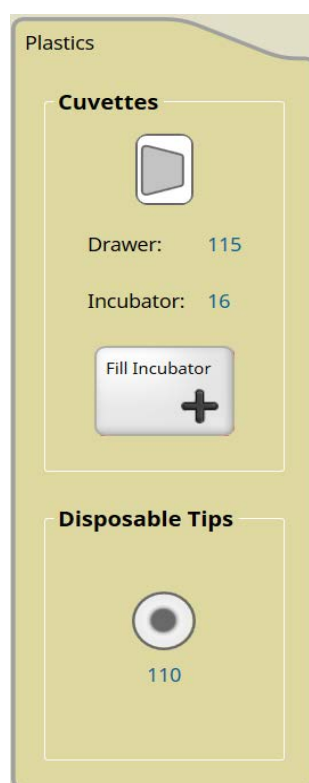 Plastics
Cuvettes
Drawer: 115
Incubator: 16
Fill Incubator
Disposable Tips
110